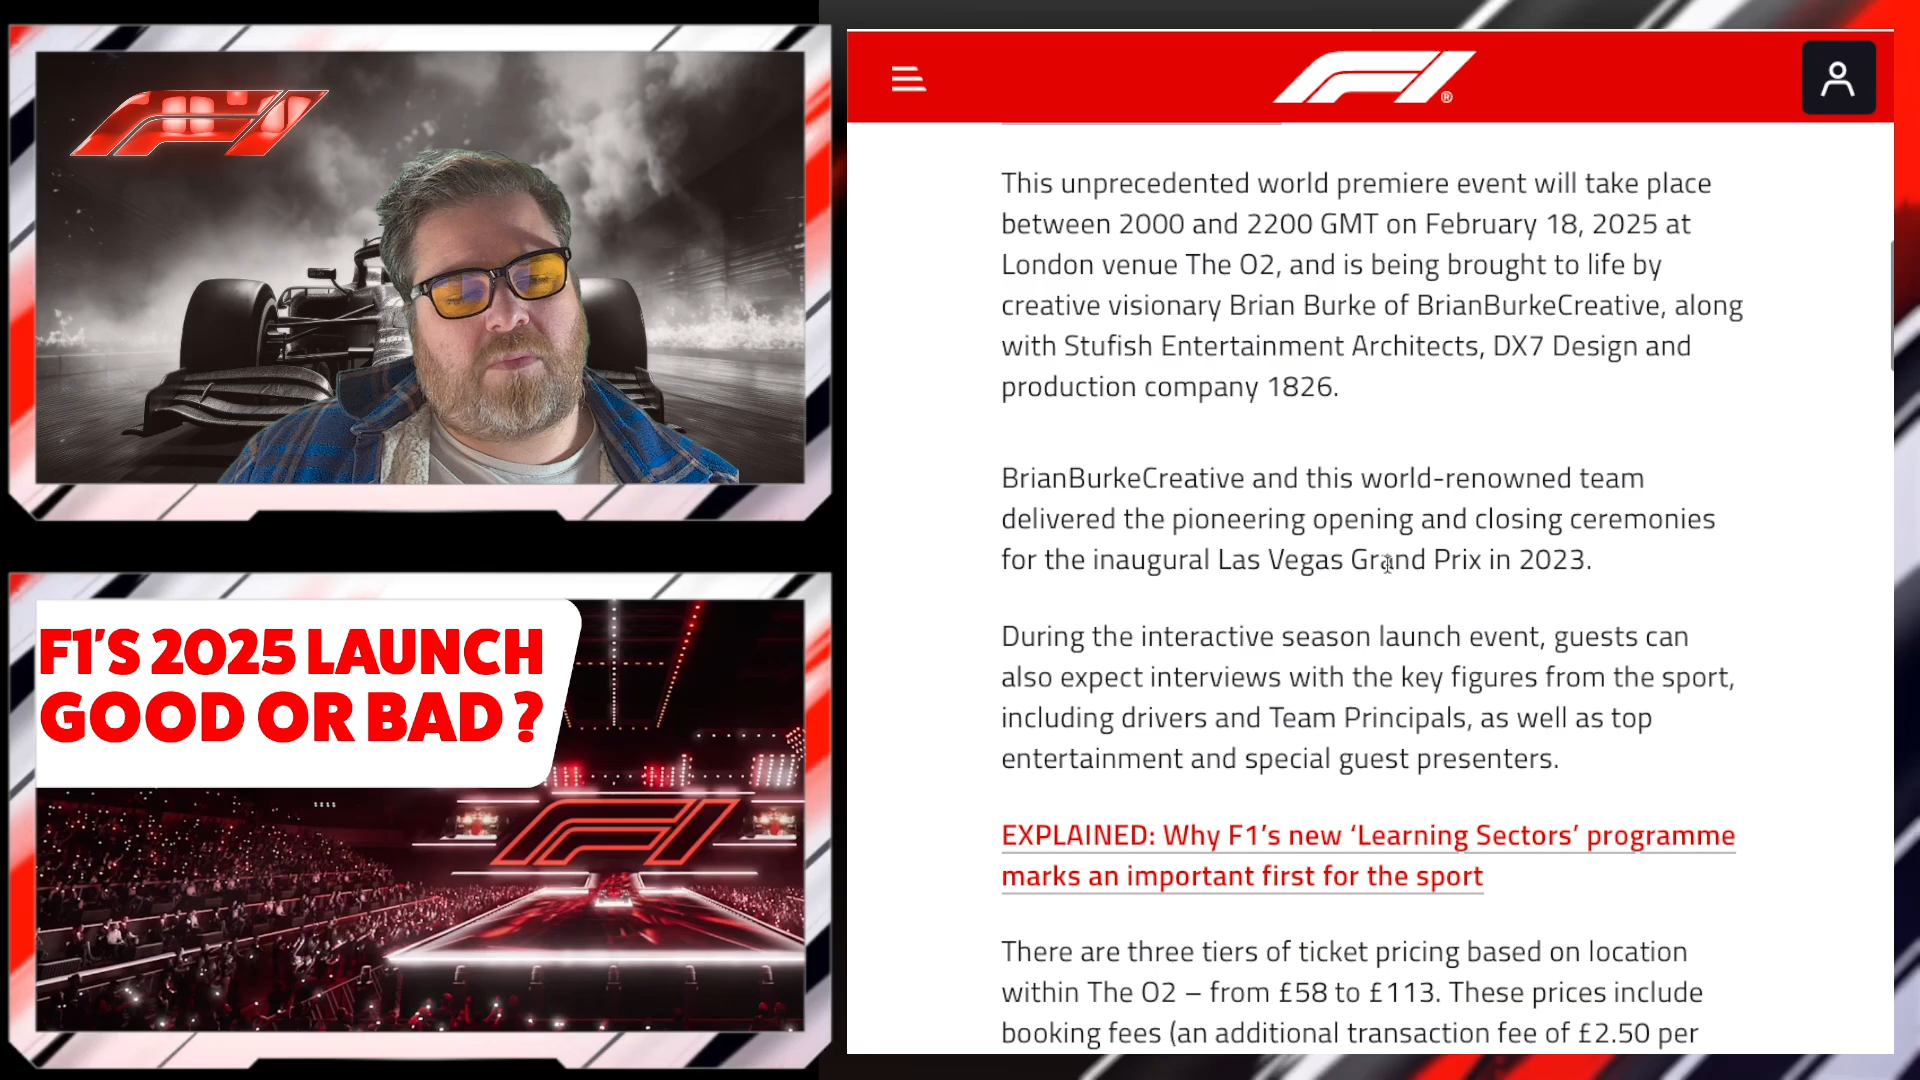 F1
F1'S 2025 LAUNCH
GOOD OR BAD ?
F1
F1®
This unprecedented world premiere event will take place
between 2000 and 2200 GMT on February 18, 2025 at
London venue The O2, and is being brought to life by
creative visionary Brian Burke of BrianBurkeCreative, along
with Stufish Entertainment Architects, DX7 Design and
production company 1826.
BrianBurkeCreative and this world-renowned team
delivered the pioneering opening and closing ceremonies
for the inaugural Las Vegas Grand Prix in 2023.
During the interactive season launch event, guests can
also expect interviews with the key figures from the sport,
including drivers and Team Principals, as well as top
entertainment and special guest presenters.
EXPLAINED: Why F1's new ‘Learning Sectors’ programme
marks an important first for the sport
There are three tiers of ticket pricing based on location
within The O2 – from £58 to £113. These prices include
booking fees (an additional transaction fee of £2.50 per